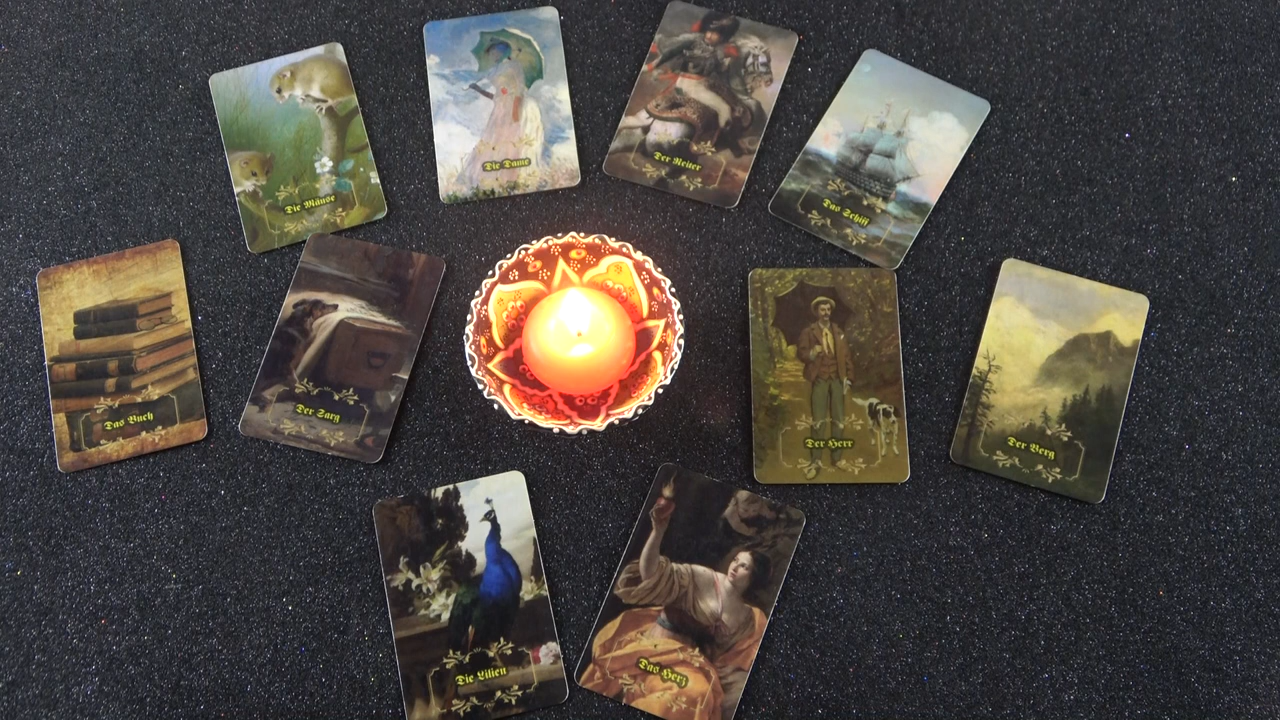 Die Mäuse
Die Dame
Der Reiter
Das Schiff
Das Buch
Der Sarg
Der Herr
Der Berg
Die Lilien
Das Herz